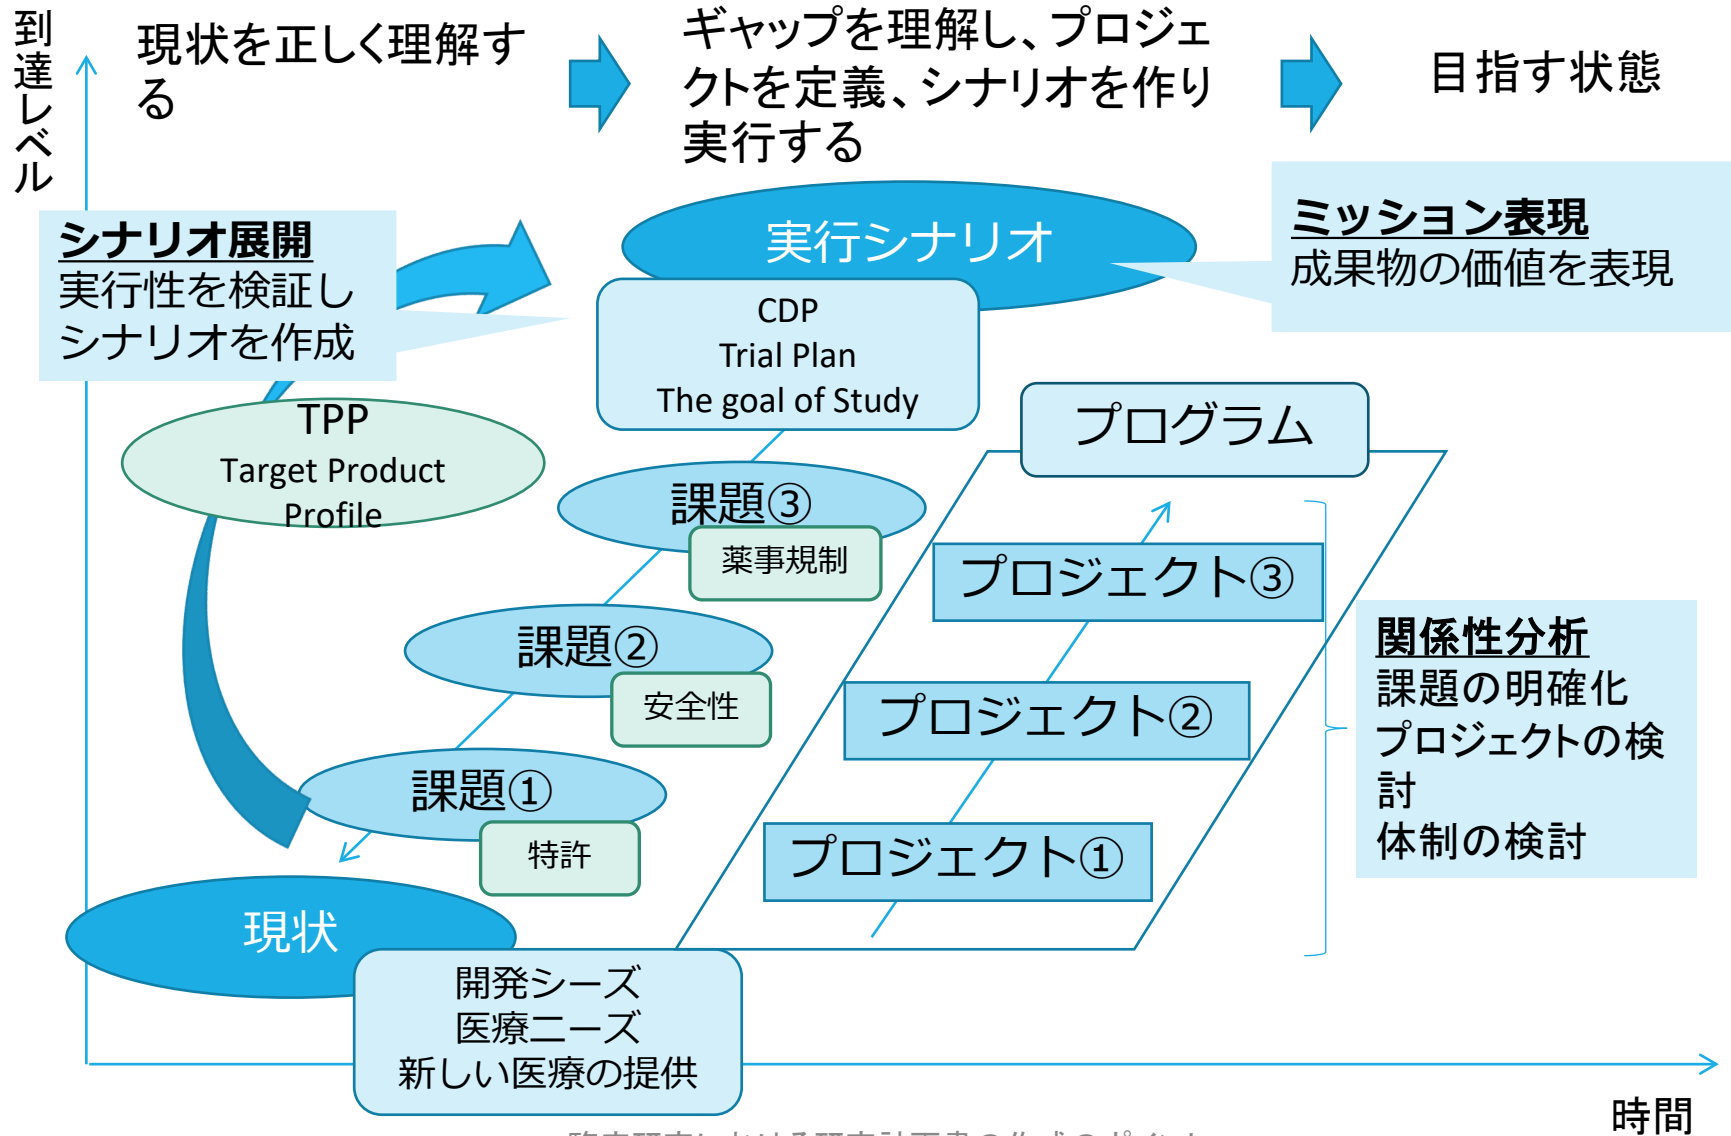 到達レベル
現状を正しく理解す
る
ギャップを理解し、プロジェ
クトを定義、シナリオを作り
実行する
目指す状態
シナリオ展開
実行性を検証し
シナリオを作成
実行シナリオ
ミッション表現
成果物の価値を表現
CDP
Trial Plan
The goal of Study
TPP
Target Product
Profile
プログラム
課題③
薬事規制
プロジェクト③
課題②
安全性
プロジェクト②
関係性分析
課題の明確化
プロジェクトの検
討
体制の検討
課題①
特許
プロジェクト①
現状
開発シーズ
医療ニーズ
新しい医療の提供
時間